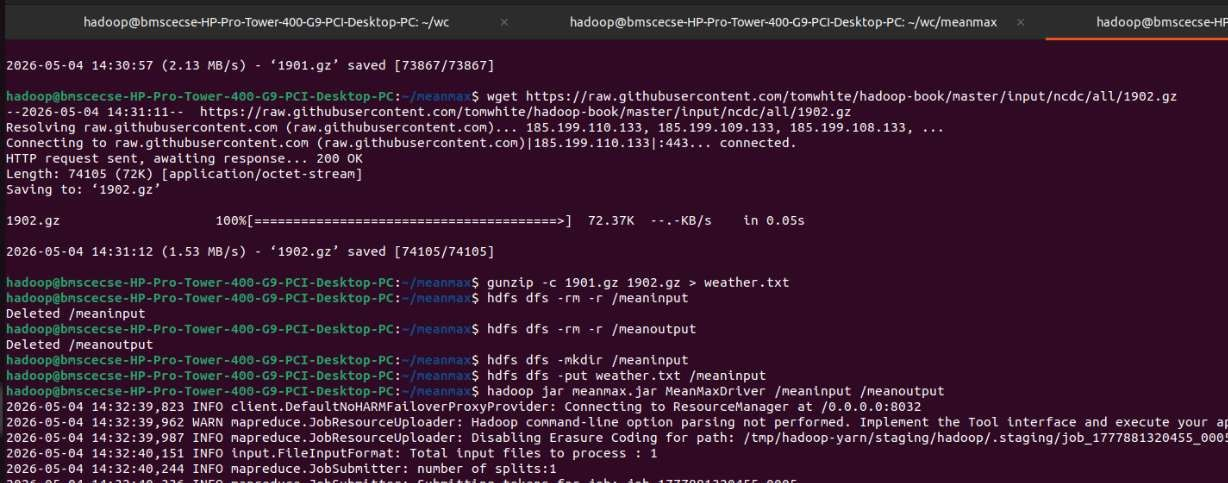 hadoop@bmscecse-HP-Pro-Tower-400-G9-PCI-Desktop-PC: ~/wc × hadoop@bmscecse-HP-Pro-Tower-400-G9-PCI-Desktop-PC: ~/wc/meanmax × hadoop@bmscecse-HP
2026-05-04 14:30:57 (2.13 MB/s) - ‘1901.gz’ saved [73867/73867]
hadoop@bmscecse-HP-Pro-Tower-400-G9-PCI-Desktop-PC:~/meanmax$ wget https://raw.githubusercontent.com/tomwhite/hadoop-book/master/input/ncdc/all/1902.gz
--2026-05-04 14:31:11--  https://raw.githubusercontent.com/tomwhite/hadoop-book/master/input/ncdc/all/1902.gz
Resolving raw.githubusercontent.com (raw.githubusercontent.com)... 185.199.110.133, 185.199.109.133, 185.199.108.133, ...
Connecting to raw.githubusercontent.com (raw.githubusercontent.com)|185.199.110.133|:443... connected.
HTTP request sent, awaiting response... 200 OK
Length: 74105 (72K) [application/octet-stream]
Saving to: ‘1902.gz’
1902.gz 100%[=======================================>] 72.37K --.-KB/s in 0.05s
2026-05-04 14:31:12 (1.53 MB/s) - ‘1902.gz’ saved [74105/74105]
hadoop@bmscecse-HP-Pro-Tower-400-G9-PCI-Desktop-PC:~/meanmax$ gunzip -c 1901.gz 1902.gz > weather.txt
hadoop@bmscecse-HP-Pro-Tower-400-G9-PCI-Desktop-PC:~/meanmax$ hdfs dfs -rm -r /meaninput
Deleted /meaninput
hadoop@bmscecse-HP-Pro-Tower-400-G9-PCI-Desktop-PC:~/meanmax$ hdfs dfs -rm -r /meanoutput
Deleted /meanoutput
hadoop@bmscecse-HP-Pro-Tower-400-G9-PCI-Desktop-PC:~/meanmax$ hdfs dfs -mkdir /meaninput
hadoop@bmscecse-HP-Pro-Tower-400-G9-PCI-Desktop-PC:~/meanmax$ hdfs dfs -put weather.txt /meaninput
hadoop@bmscecse-HP-Pro-Tower-400-G9-PCI-Desktop-PC:~/meanmax$ hadoop jar meanmax.jar MeanMaxDriver /meaninput /meanoutput
2026-05-04 14:32:39,823 INFO client.DefaultNoHARMFailoverProxyProvider: Connecting to ResourceManager at /0.0.0.0:8032
2026-05-04 14:32:39,962 WARN mapreduce.JobResourceUploader: Hadoop command-line option parsing not performed. Implement the Tool interface and execute your ap
2026-05-04 14:32:39,987 INFO mapreduce.JobResourceUploader: Disabling Erasure Coding for path: /tmp/hadoop-yarn/staging/hadoop/.staging/job_1777881320455_0005
2026-05-04 14:32:40,151 INFO input.FileInputFormat: Total input files to process : 1
2026-05-04 14:32:40,244 INFO mapreduce.JobSubmitter: number of splits:1
2026-05-04 14:32:40,336 INFO mapreduce.JobSubmitter: Submitting tokens for job: job_1777881320455_0005